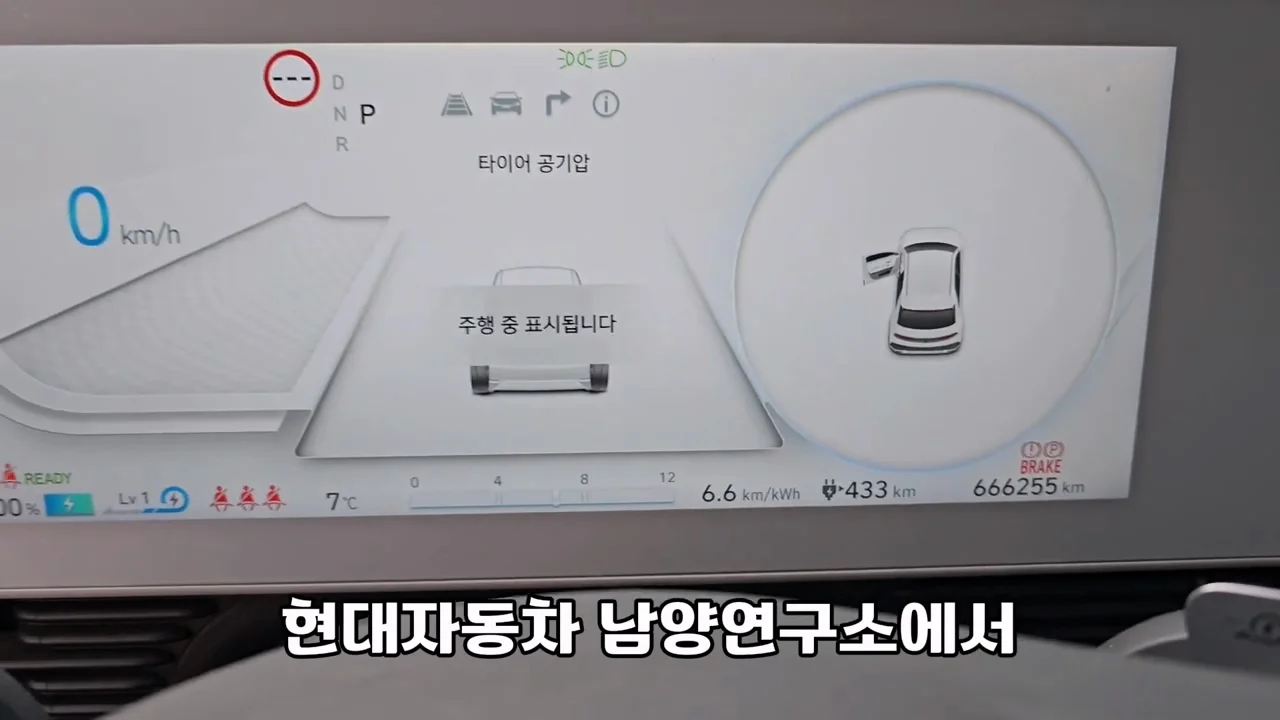 ---
D
N P
R
타이어 공기압
0 km/h
주행 중 표시됩니다
READY
00% Lv 1
7℃
0 4 8 12
6.6 km/kWh
433 km
BRAKE
666255 km
현대자동차 남양연구소에서